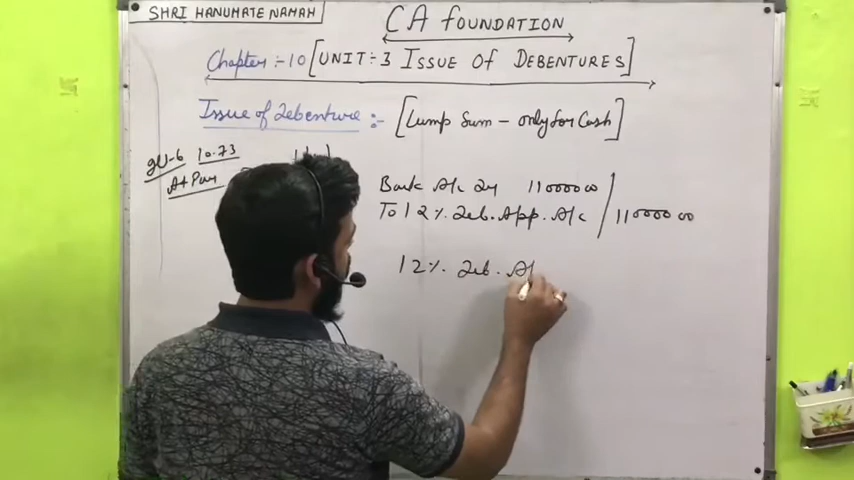 SHRI HANUMATE NAMAH
CA FOUNDATION
Chapter :- 10 [UNIT :- 3 ISSUE OF DEBENTURES]
Issue of Debenture :- [Lump Sum - only for Cash]
10.73
At Par
Bank A/c Dr 1100000
To 12% Deb. App. A/c / 1100000
12% Deb. A